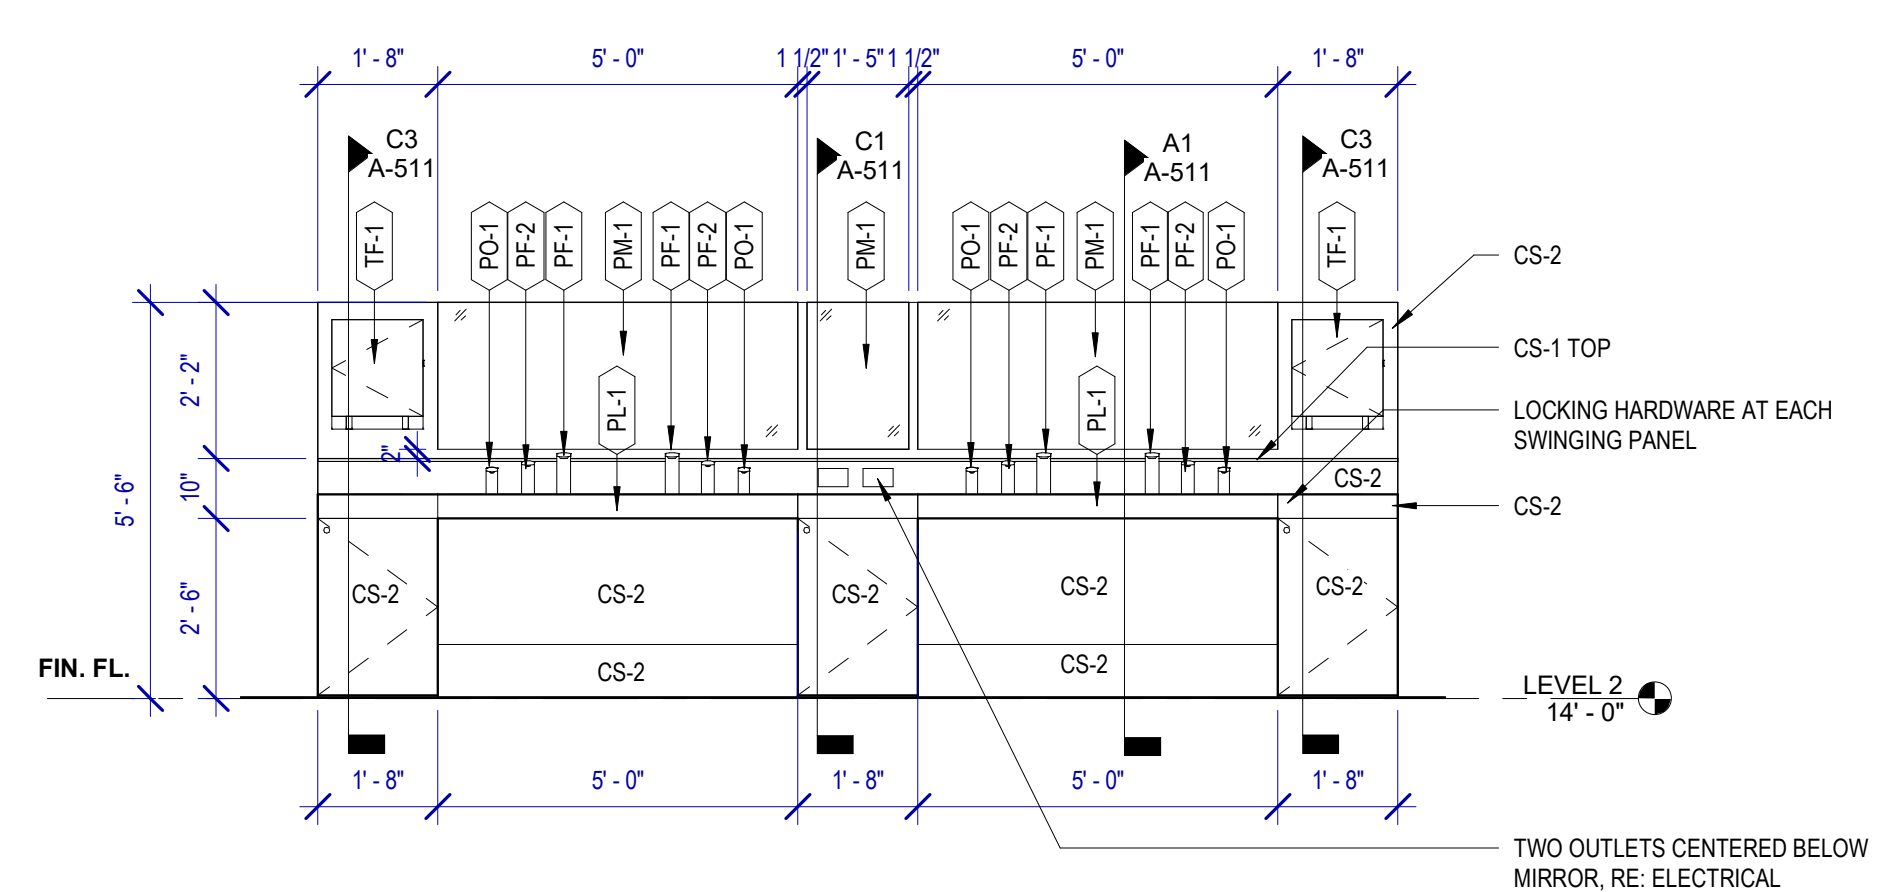 1' - 8" 5' - 0" 1 1/2" 1' - 5" 1 1/2" 5' - 0" 1' - 8"
C3 C1 A1 C3
A-511 A-511 A-511 A-511
TF-1 PO-1 PF-2 PF-1 PM-1 PF-1 PF-2 PO-1 PM-1 PO-1 PF-2 PF-1 PM-1 PF-1 PF-2 PO-1 TF-1
CS-2
CS-1 TOP
PL-1 PL-1
LOCKING HARDWARE AT EACH
SWINGING PANEL
2' - 2"
2"
10"
5' - 6"
2' - 6"
CS-2
CS-2
CS-2 CS-2 CS-2 CS-2 CS-2
CS-2 CS-2
FIN. FL.
LEVEL 2
14' - 0"
1' - 8" 5' - 0" 1' - 8" 5' - 0" 1' - 8"
TWO OUTLETS CENTERED BELOW
MIRROR, RE: ELECTRICAL